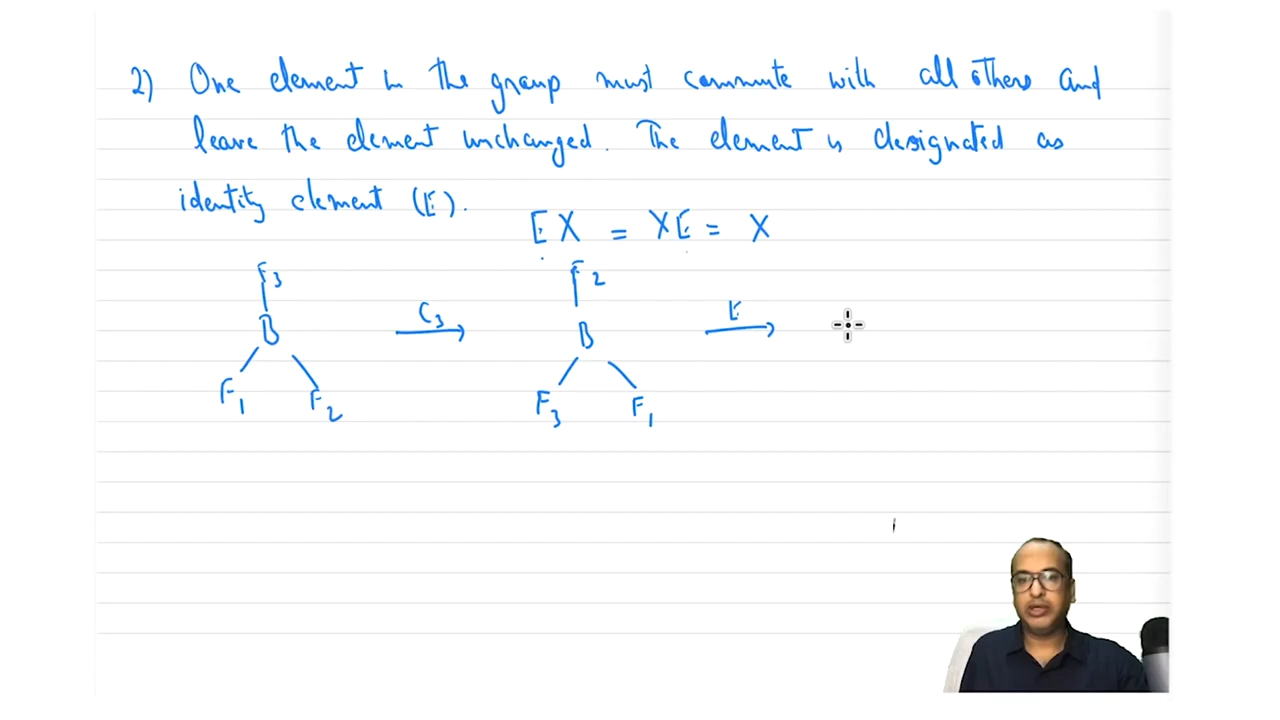 2) One element in the group must commute with all others and
leave the element unchanged. The element is designated as
identity element (E).
EX = XE = X
F3 F2
B C3 B E
F1 F2 F3 F1